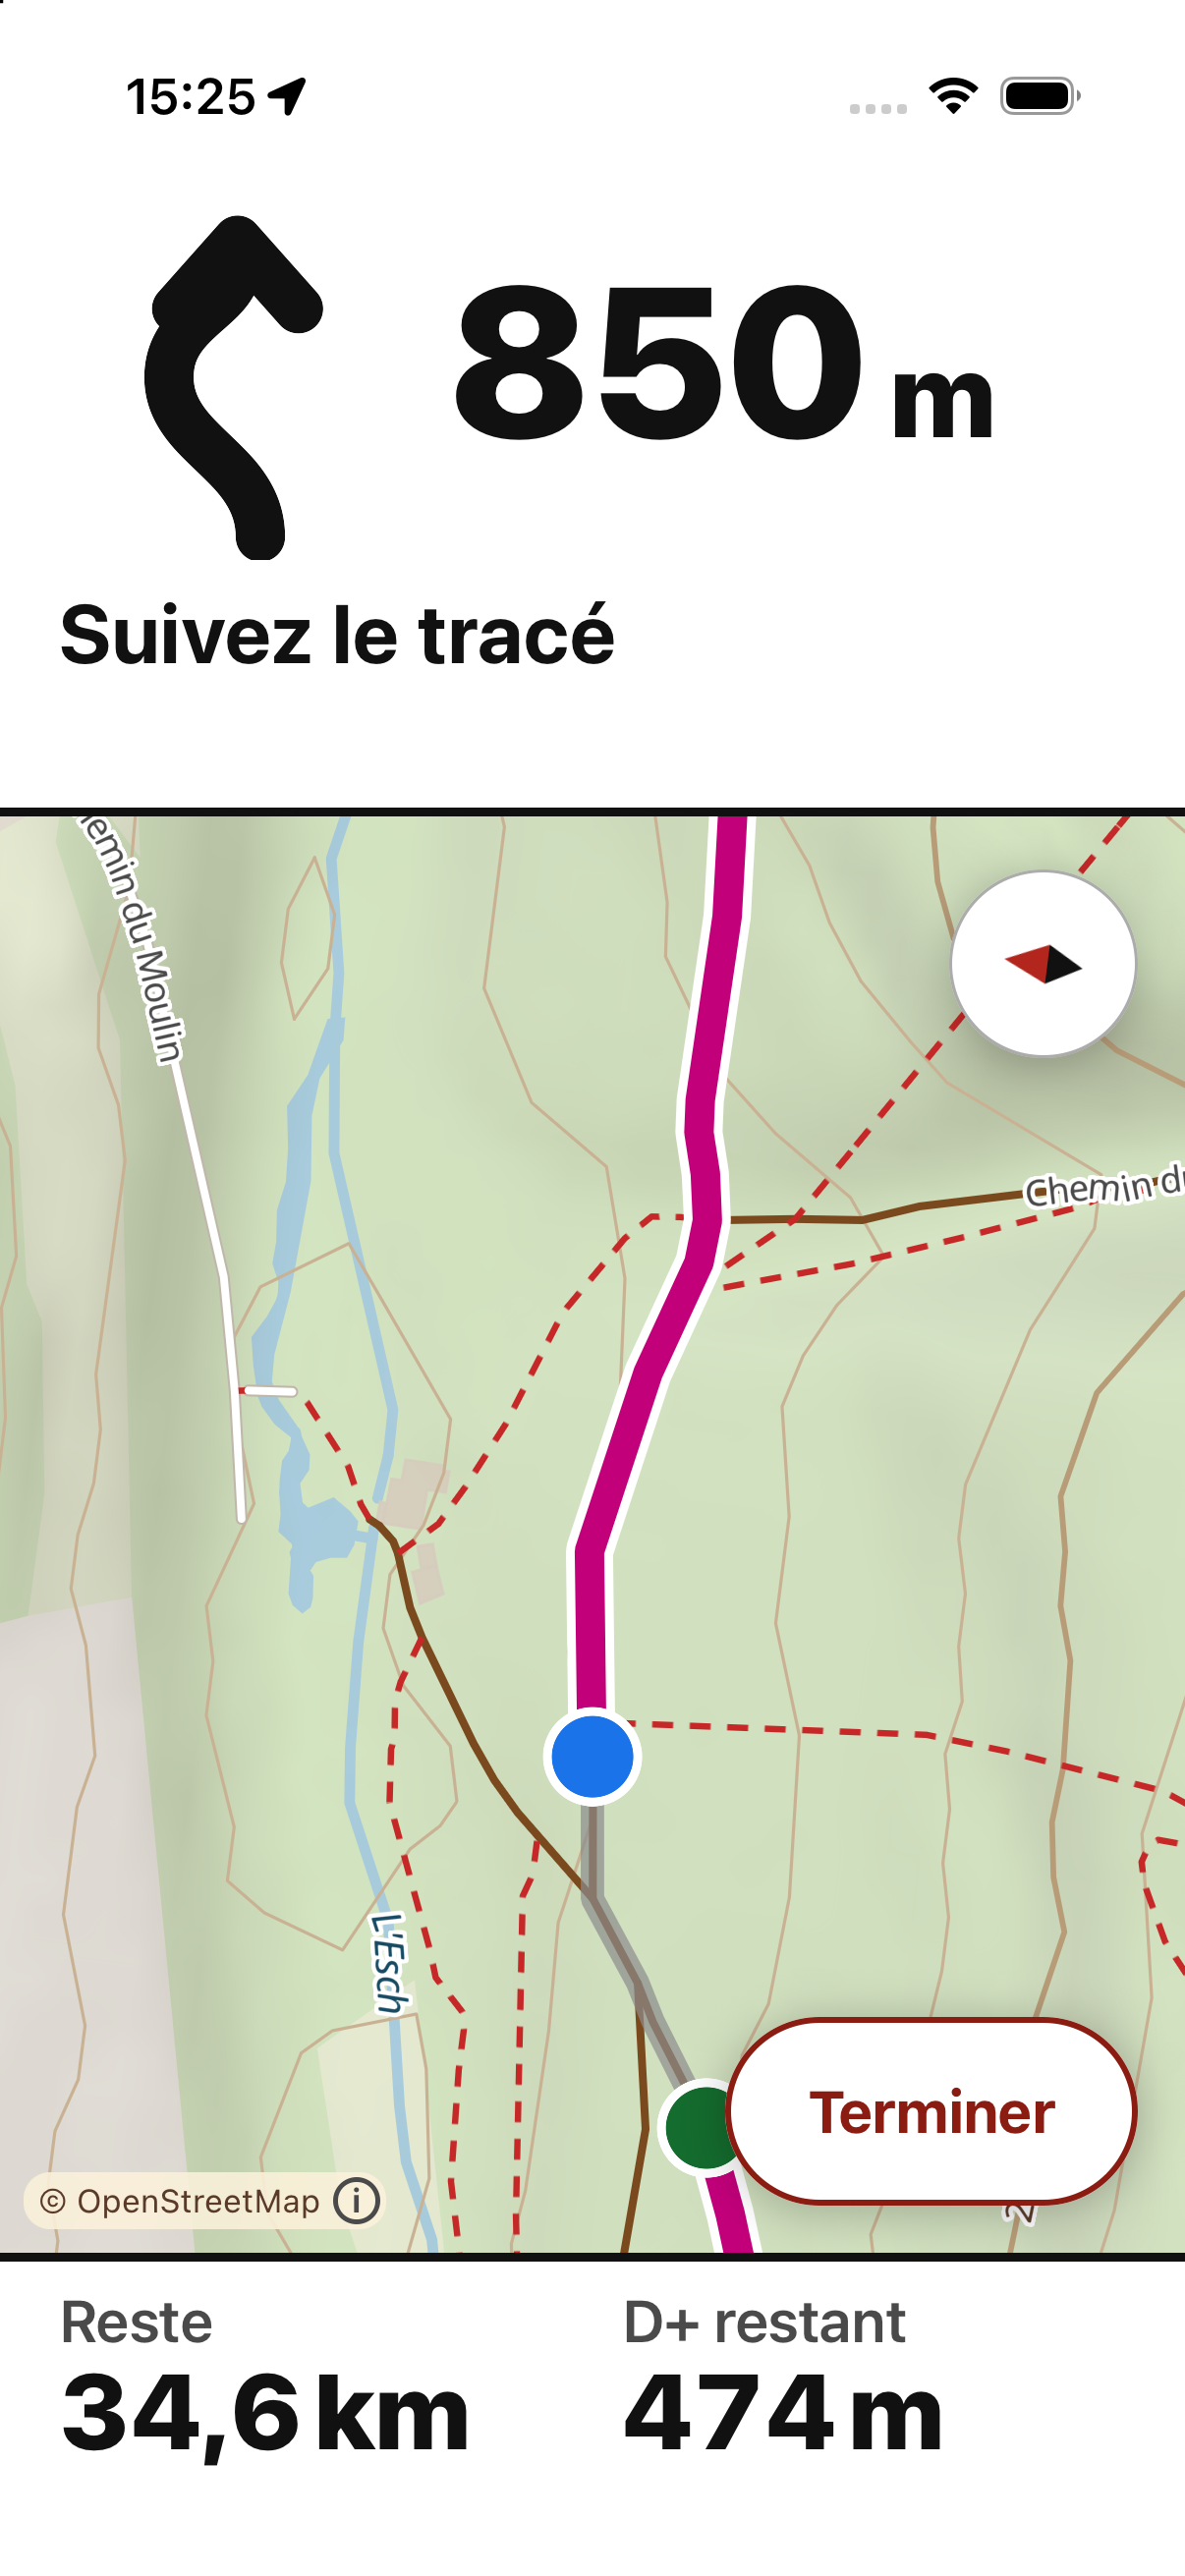 15:25
850 m
Suivez le tracé
emin du Moulin
Chemin d
L'Esch
Terminer
© OpenStreetMap
Reste
D+ restant
34,6 km
474 m